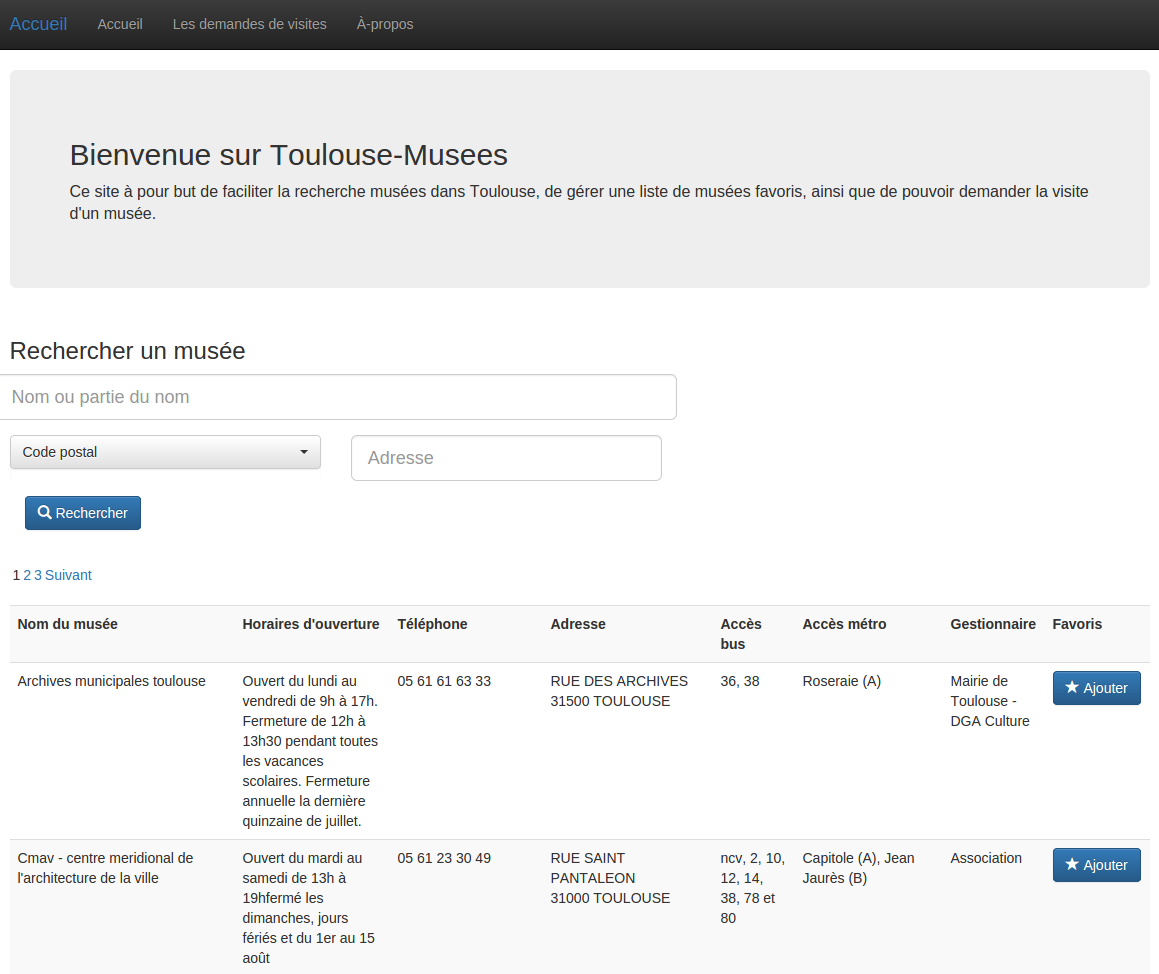 Accueil Accueil Les demandes de visites À-propos
Bienvenue sur Toulouse-Musees
Ce site à pour but de faciliter la recherche musées dans Toulouse, de gérer une liste de musées favoris, ainsi que de pouvoir demander la visite
d'un musée.
Rechercher un musée
Nom ou partie du nom
Code postal Adresse
Rechercher
1 2 3 Suivant
Nom du musée Horaires d'ouverture Téléphone Adresse Accès bus Accès métro Gestionnaire Favoris
Archives municipales toulouse
Ouvert du lundi au
vendredi de 9h à 17h.
Fermeture de 12h à
13h30 pendant toutes
les vacances
scolaires. Fermeture
annuelle la dernière
quinzaine de juillet.
05 61 61 63 33
RUE DES ARCHIVES
31500 TOULOUSE
36, 38
Roseraie (A)
Mairie de
Toulouse -
DGA Culture
Ajouter
Cmav - centre meridional de
l'architecture de la ville
Ouvert du mardi au
samedi de 13h à
19hfermé les
dimanches, jours
fériés et du 1er au 15
août
05 61 23 30 49
RUE SAINT
PANTALEON
31000 TOULOUSE
ncv, 2, 10,
12, 14,
38, 78 et
80
Capitole (A), Jean
Jaurès (B)
Association
Ajouter